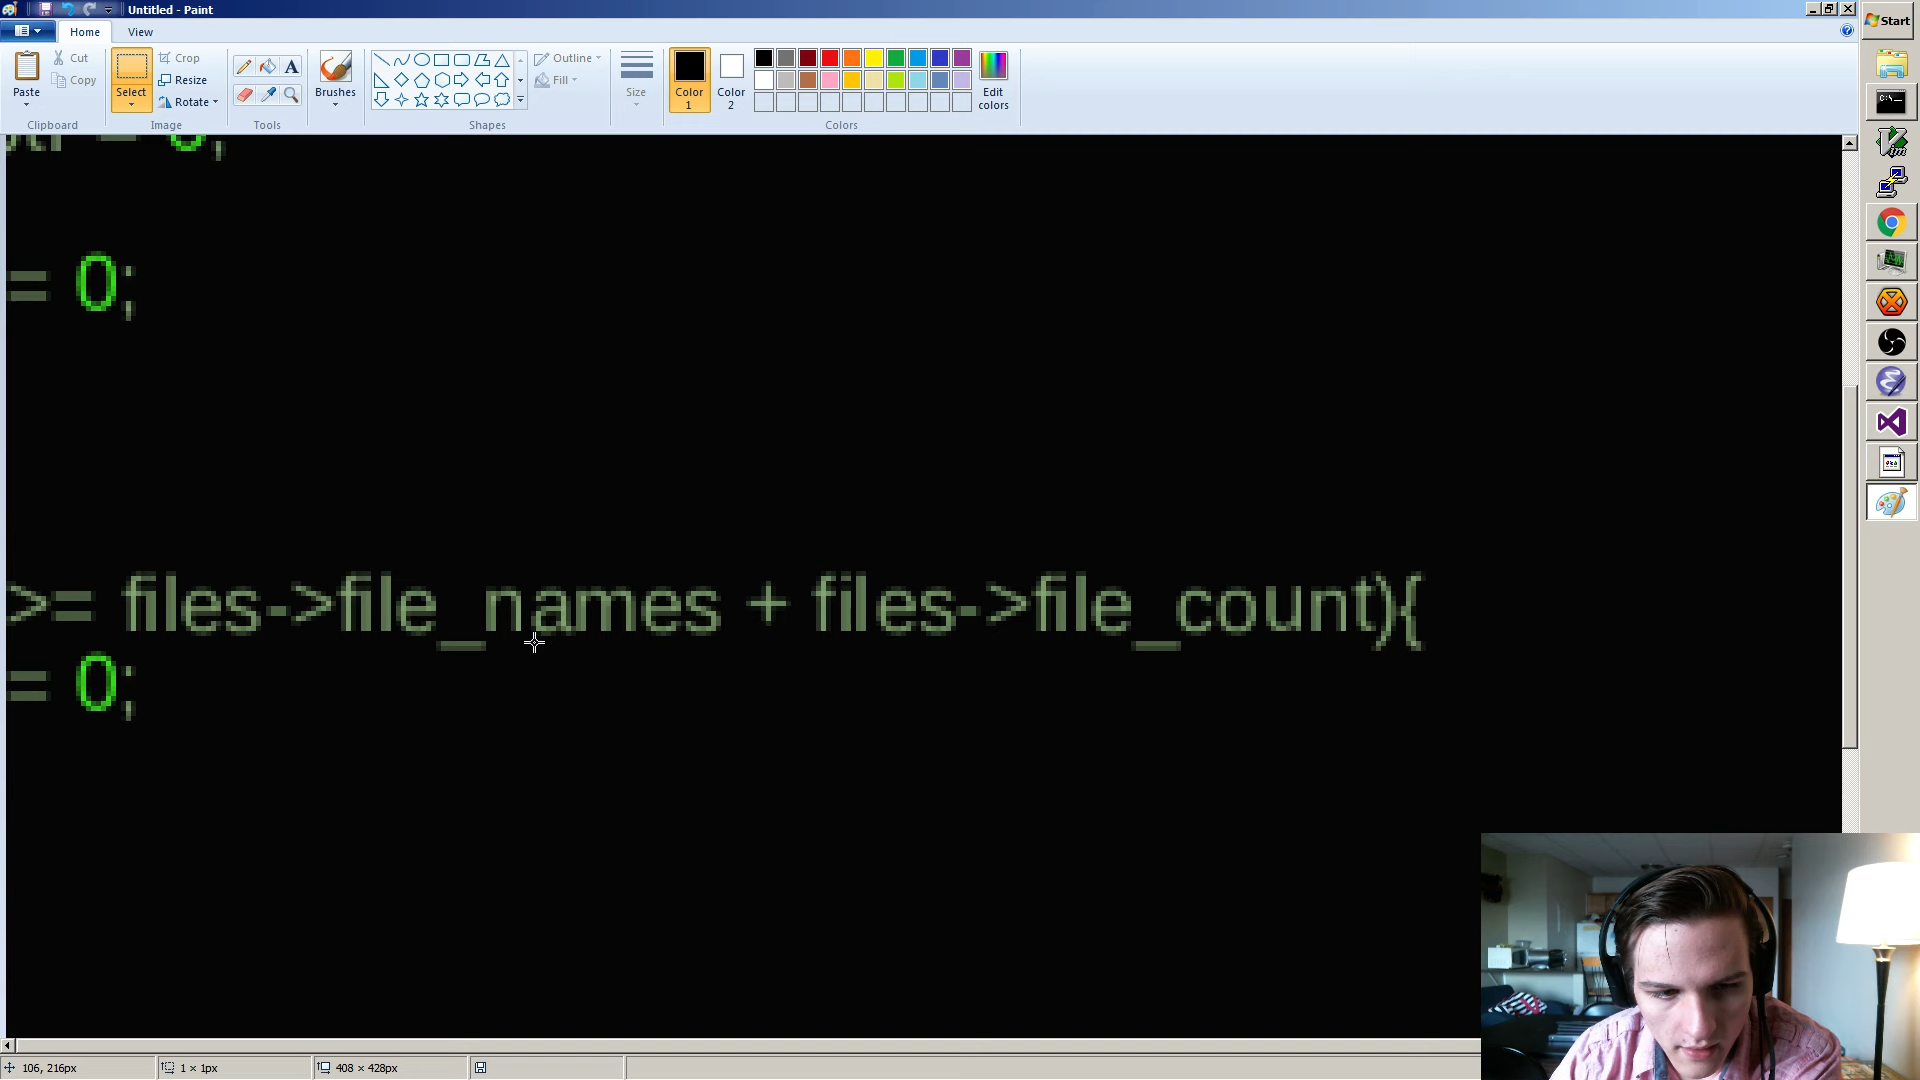 Untitled - Paint
Home
View
Start
Paste
Cut
Copy
Clipboard
Select
Crop
Resize
Rotate
Image
A
Tools
Brushes
Shapes
Outline
Fill
Size
Color
1
Color
2
Edit
colors
Colors
= 0;
>= files->file_names + files->file_count){
= 0;
106, 216px
1 × 1px
408 × 428px